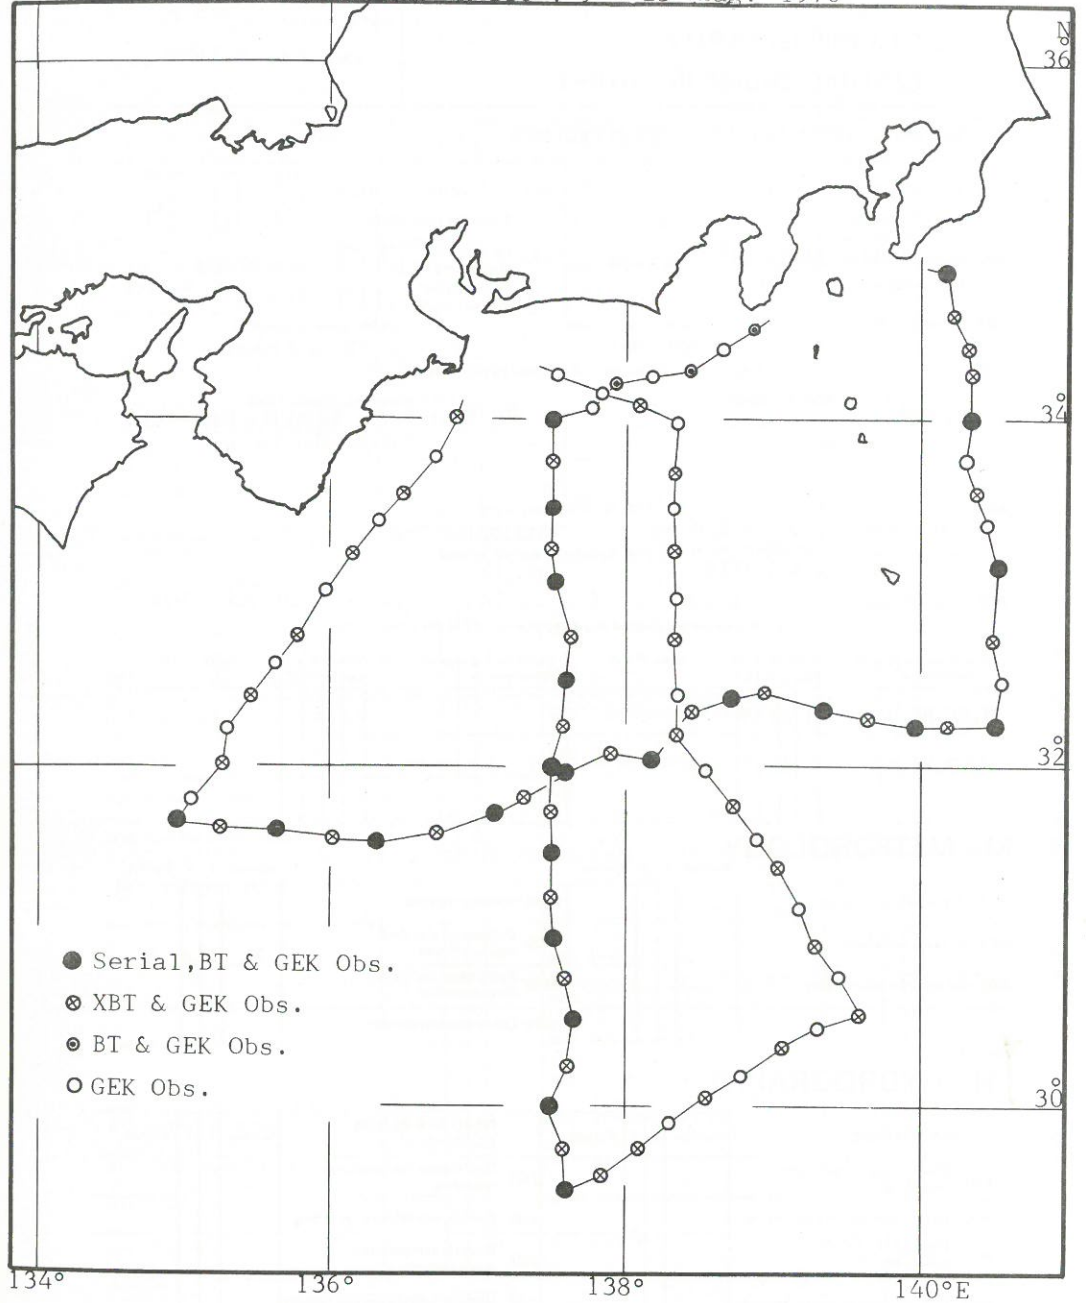 N
36°
34°
32°
30°
Serial,BT & GEK Obs.
XBT & GEK Obs.
BT & GEK Obs.
GEK Obs.
134° 136° 138° 140°E